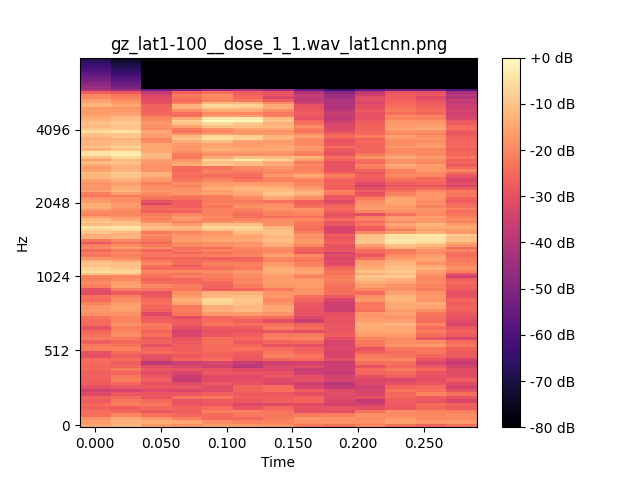 gz_lat1-100__dose_1_1.wav_lat1cnn.png
Hz
4096
2048
1024
512
0
0.000 0.050 0.100 0.150 0.200 0.250
Time
+0 dB
-10 dB
-20 dB
-30 dB
-40 dB
-50 dB
-60 dB
-70 dB
-80 dB